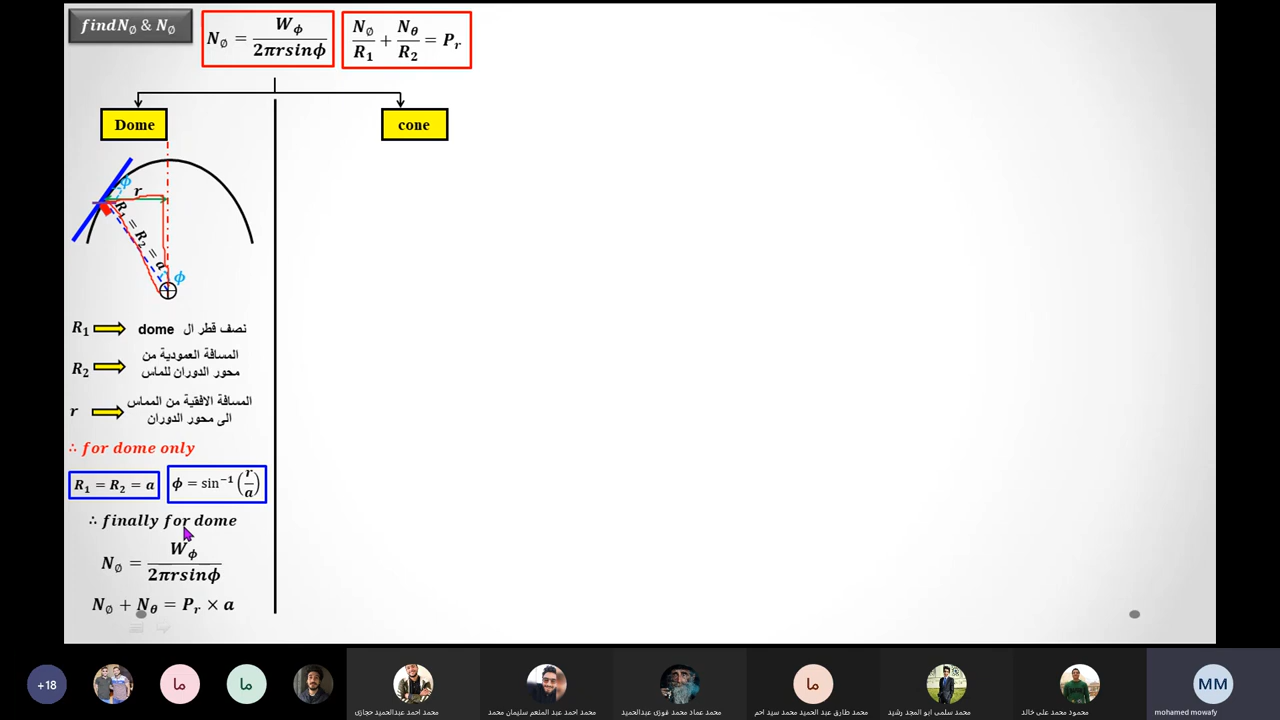 find N∅ & N∅
N∅ = Wϕ / 2πrsinϕ
N∅/R1 + Nθ/R2 = Pr
Dome
cone
ϕ
r
R1 = R2 = a
ϕ
R1 نصف قطر ال dome
R2 المسافة العمودية من
محور الدوران للماس
r المسافة الافقية من المماس
الى محور الدوران
∴ for dome only
R1 = R2 = a
ϕ = sin⁻¹(r/a)
∴ finally for dome
N∅ = Wϕ / 2πrsinϕ
N∅ + Nθ = Pr × a
+18
ما
ما
ما
MM
محمد احمد عبدالحميد حجازى
محمد احمد عبد المنعم سليمان محمد
محمد عماد محمد فوزى عبدالحميد
محمد طارق عبد الحميد محمد سيد احم
محمد سلمى ابو المجد رشيد
محمود محمد على خالد
mohamed mowafy